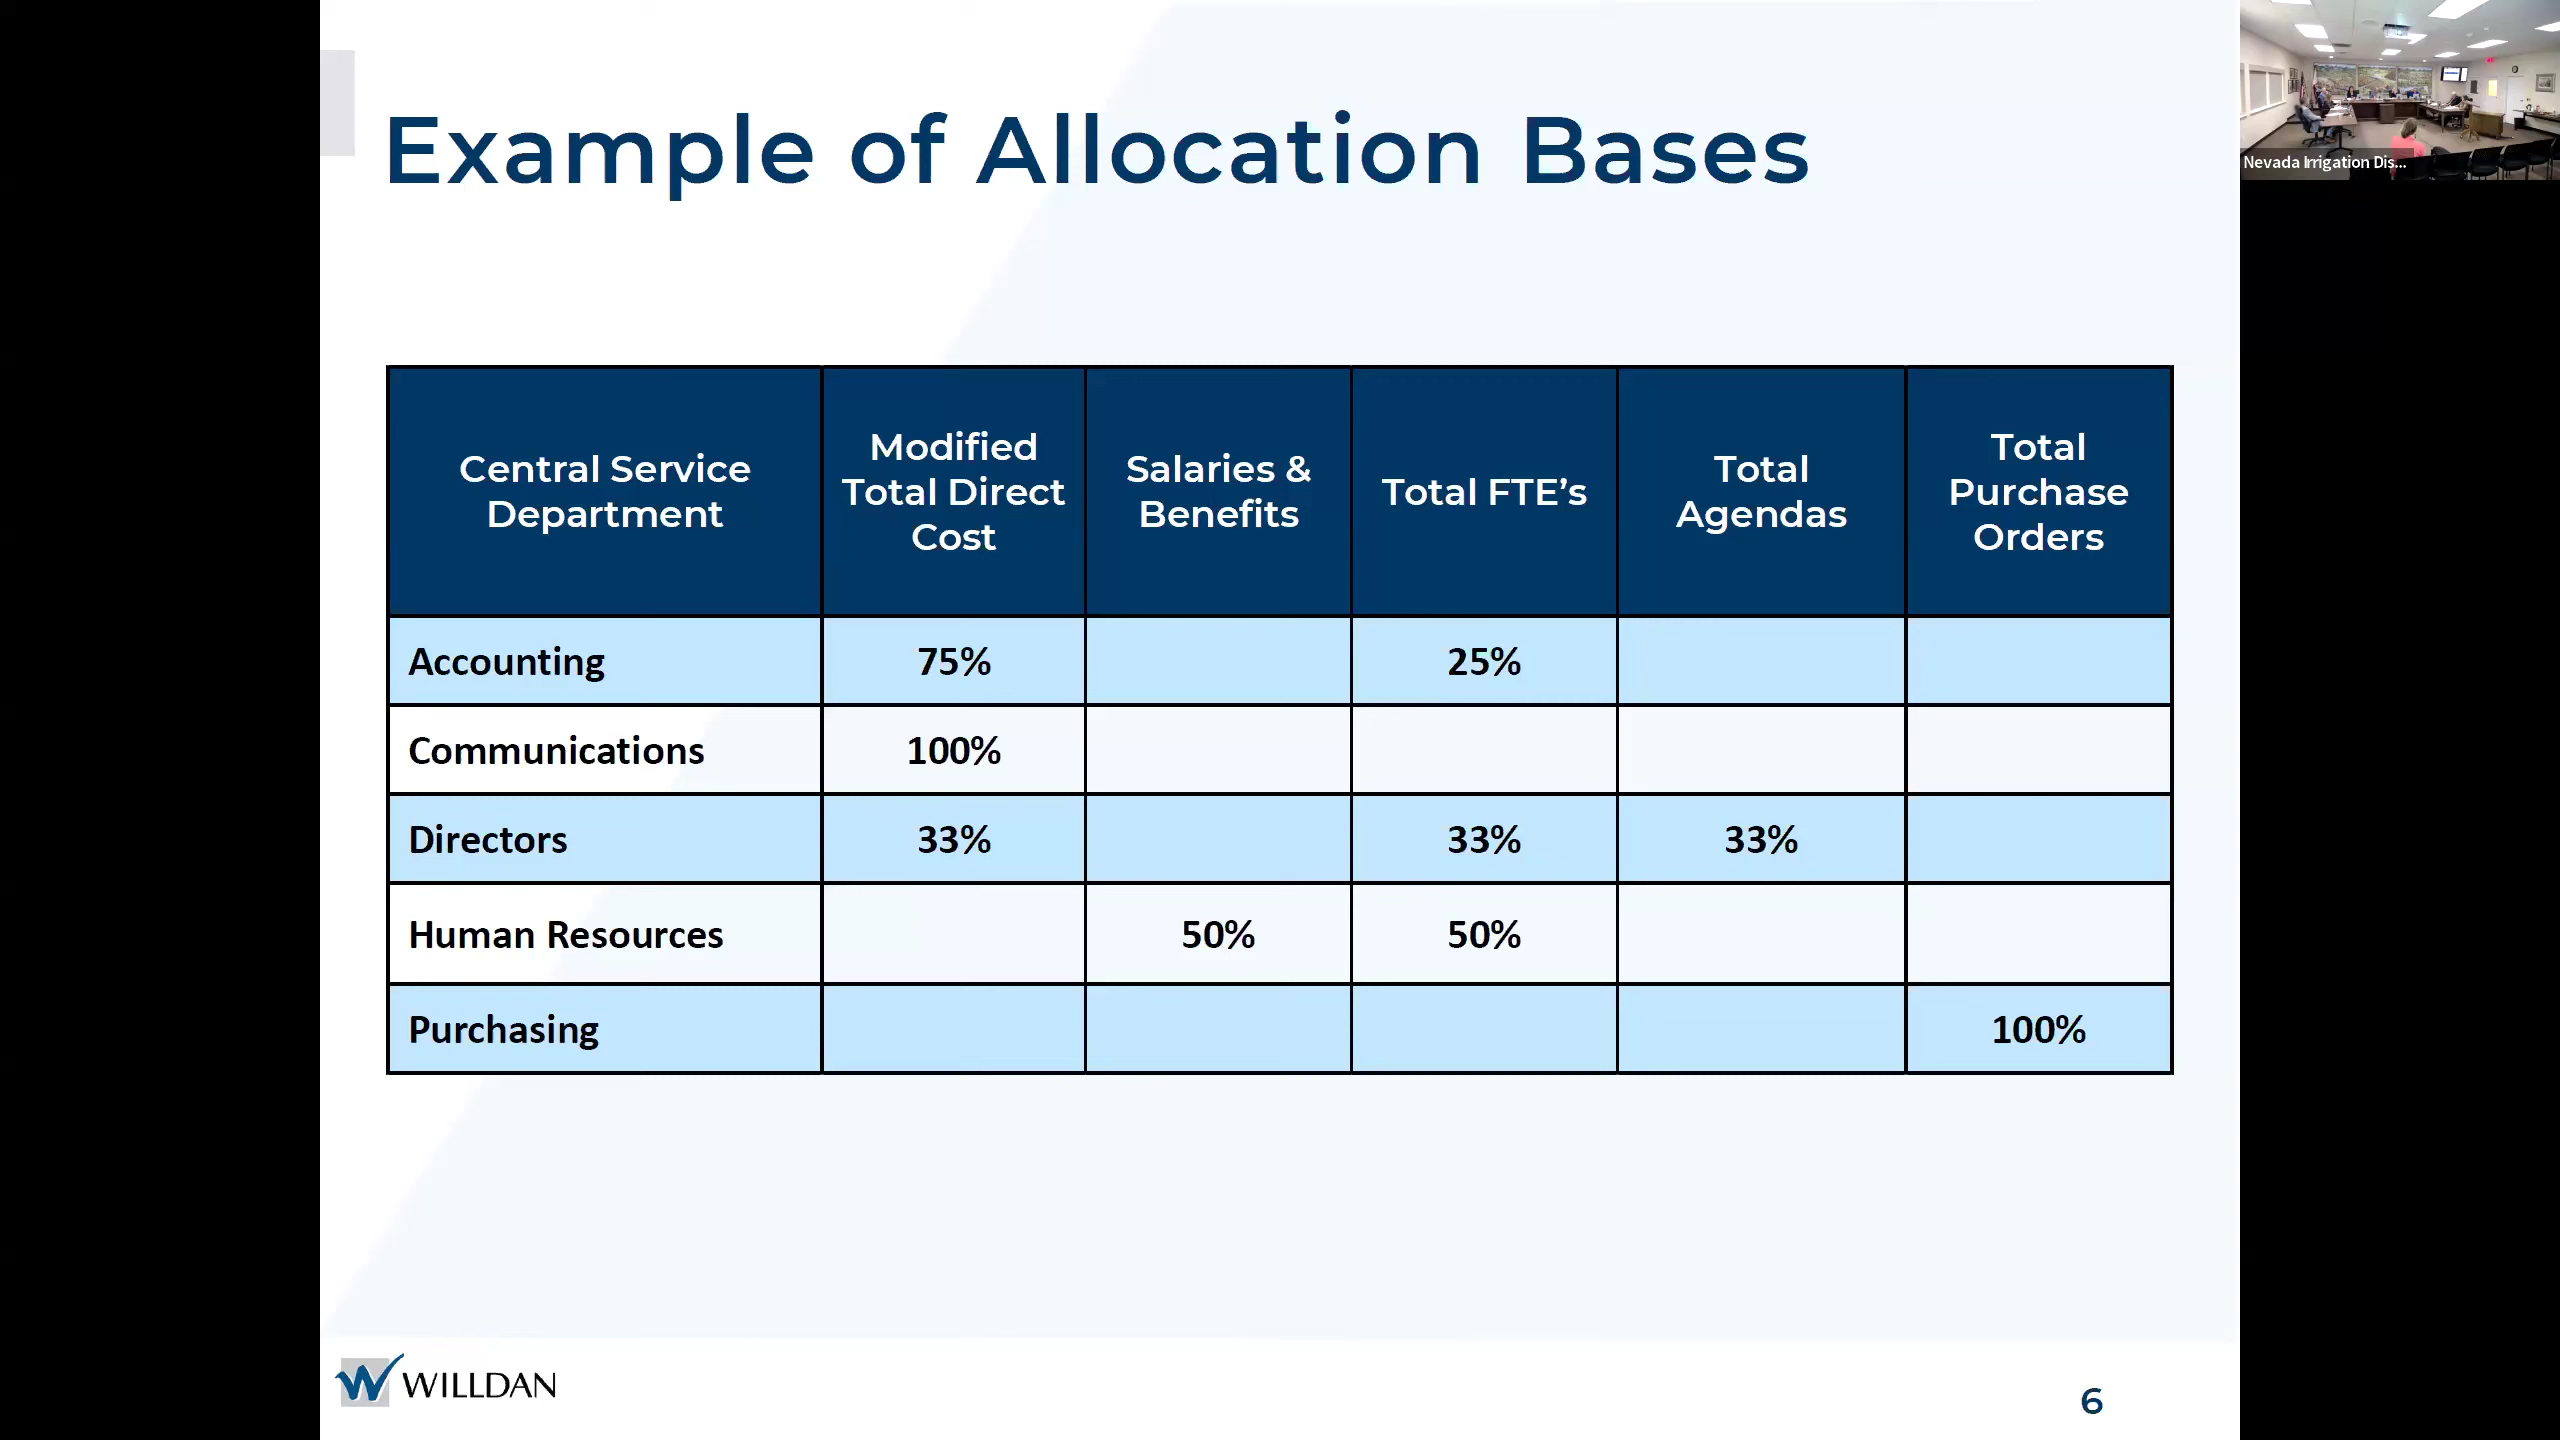 Example of Allocation Bases
Nevada Irrigation Dis...
Central Service
Department
Modified
Total Direct
Cost
Salaries &
Benefits
Total FTE’s
Total
Agendas
Total
Purchase
Orders
Accounting 75% 25%
Communications 100%
Directors 33% 33% 33%
Human Resources 50% 50%
Purchasing 100%
W WILLDAN
6